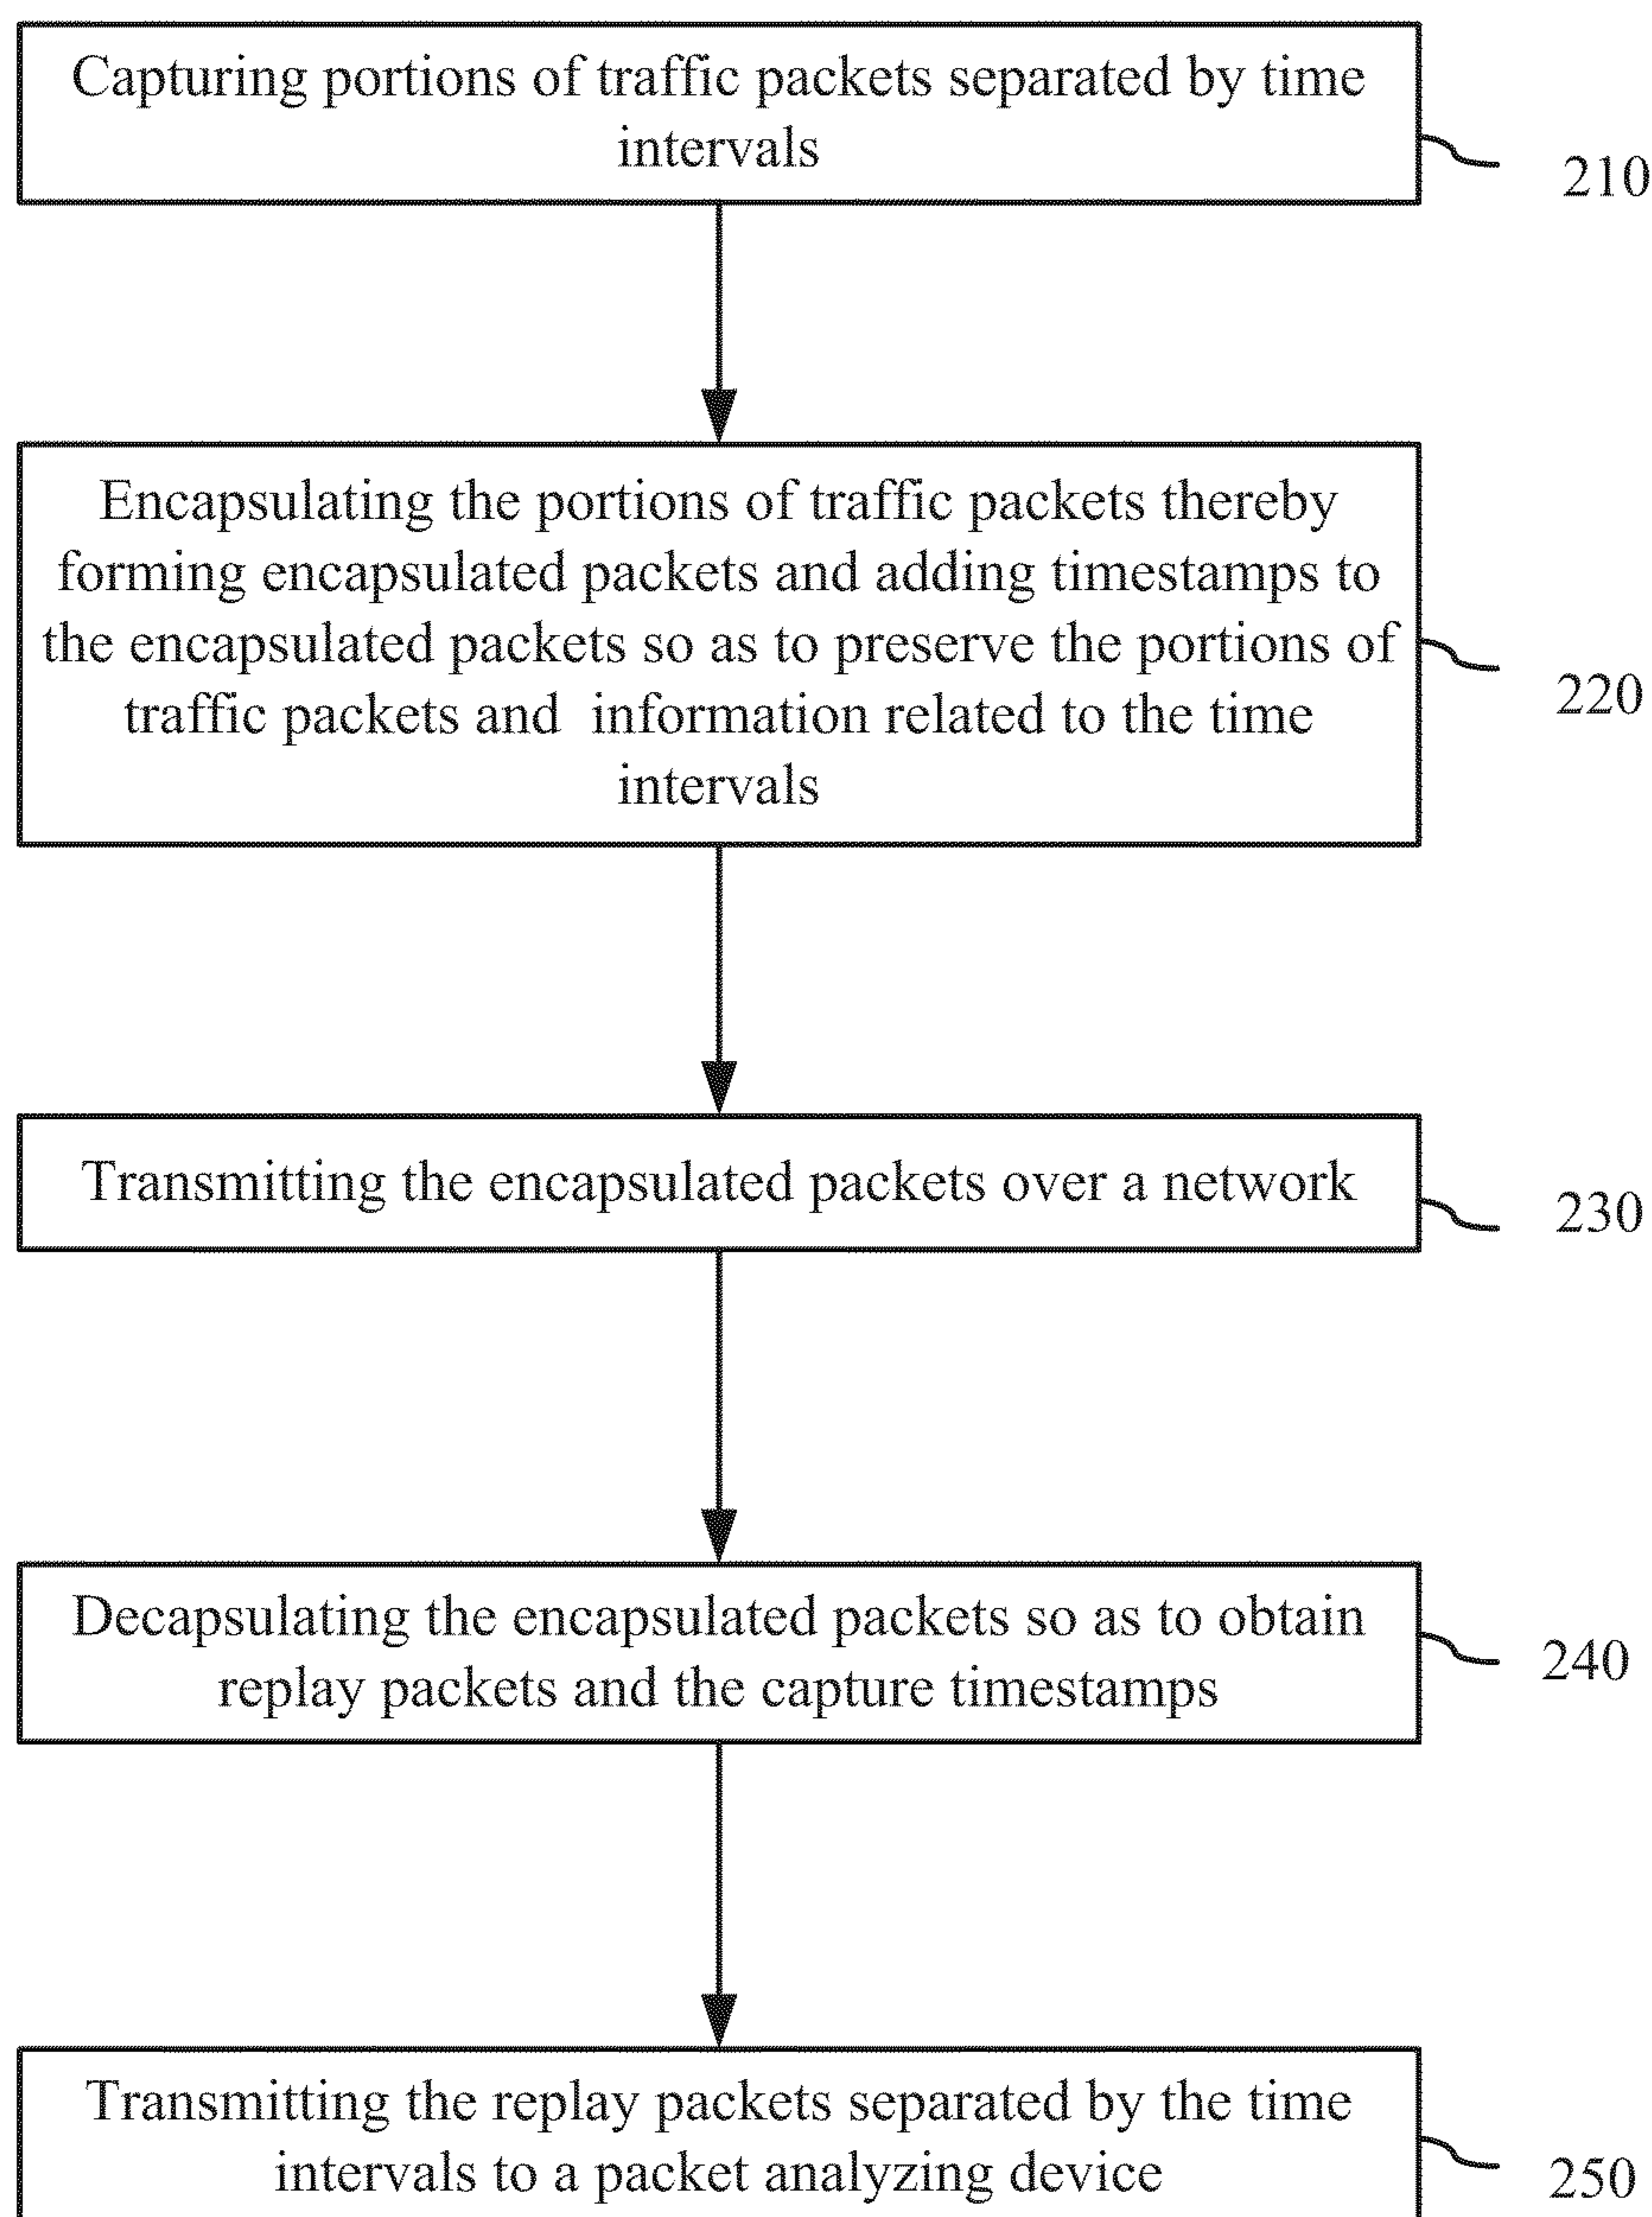 Capturing portions of traffic packets separated by time
intervals
210
Encapsulating the portions of traffic packets thereby
forming encapsulated packets and adding timestamps to
the encapsulated packets so as to preserve the portions of
traffic packets and information related to the time
intervals
220
Transmitting the encapsulated packets over a network
230
Decapsulating the encapsulated packets so as to obtain
replay packets and the capture timestamps
240
Transmitting the replay packets separated by the time
intervals to a packet analyzing device
250